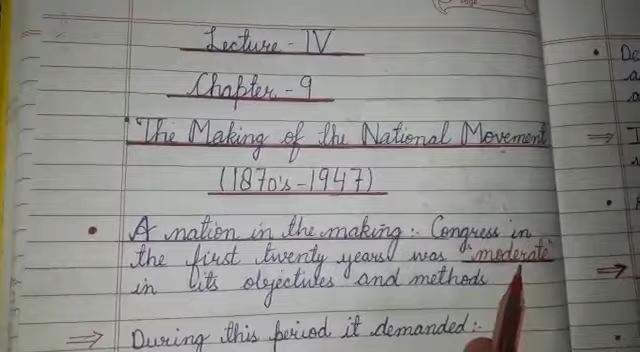 Lecture - IV
Chapter - 9
"The Making of the National Movement
(1870's - 1947)
• A nation in the making :- Congress in
the first twenty years was "moderate"
in its objectives and methods
⇒ During this period it demanded :-
• De
⇒ I